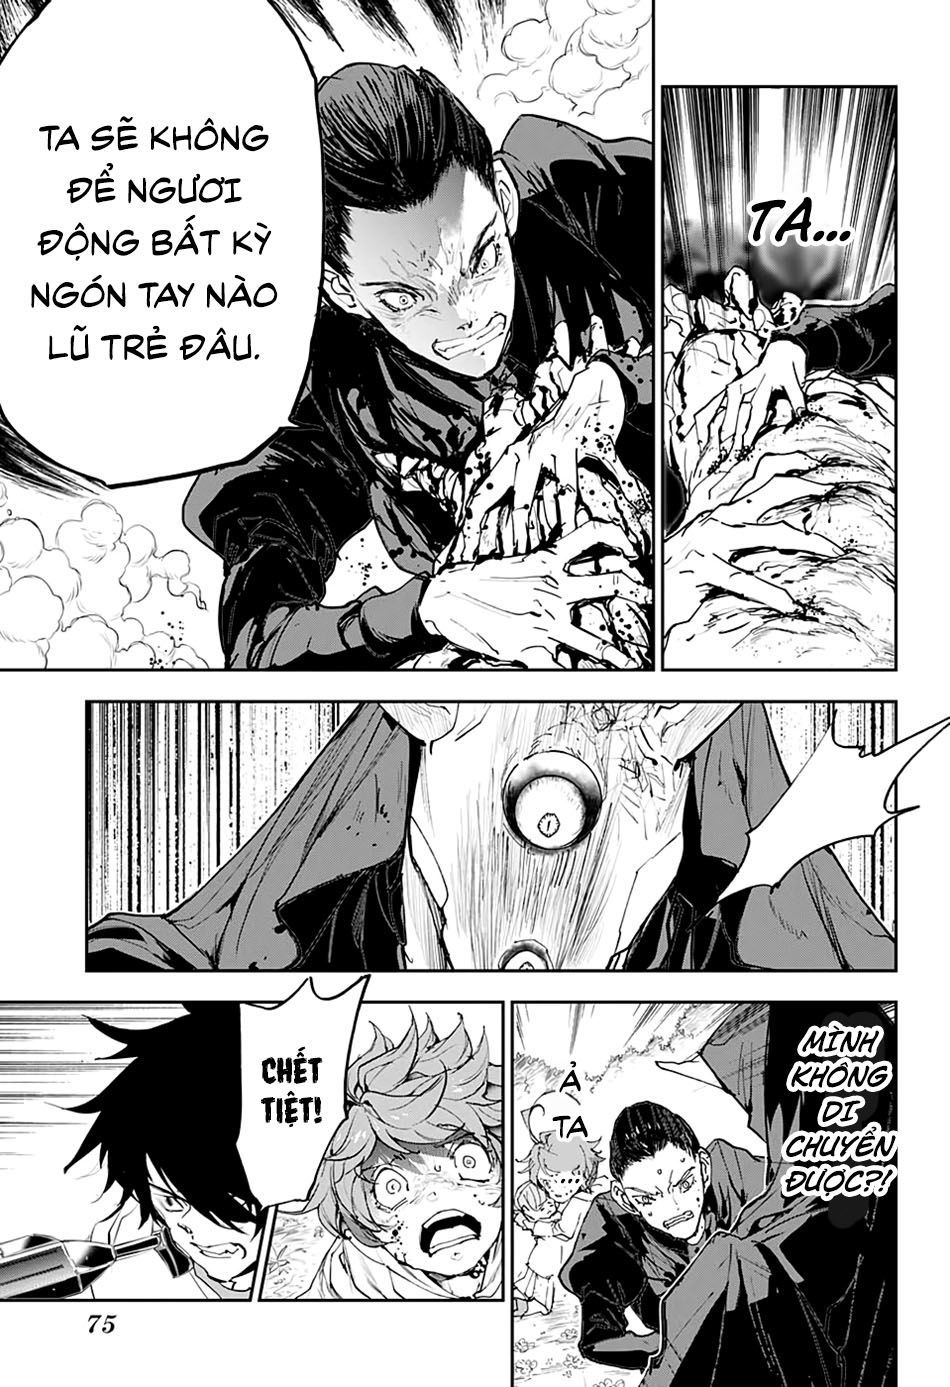 TA...
TA SẼ KHÔNG
ĐỂ NGƯƠI
ĐỘNG BẤT KỲ
NGÓN TAY NÀO
LŨ TRẺ ĐÂU.
MÌNH
KHÔNG
DI
CHUYỂN
ĐƯỢC?!
Ả
TA
....
CHẾT
TIỆT!
75